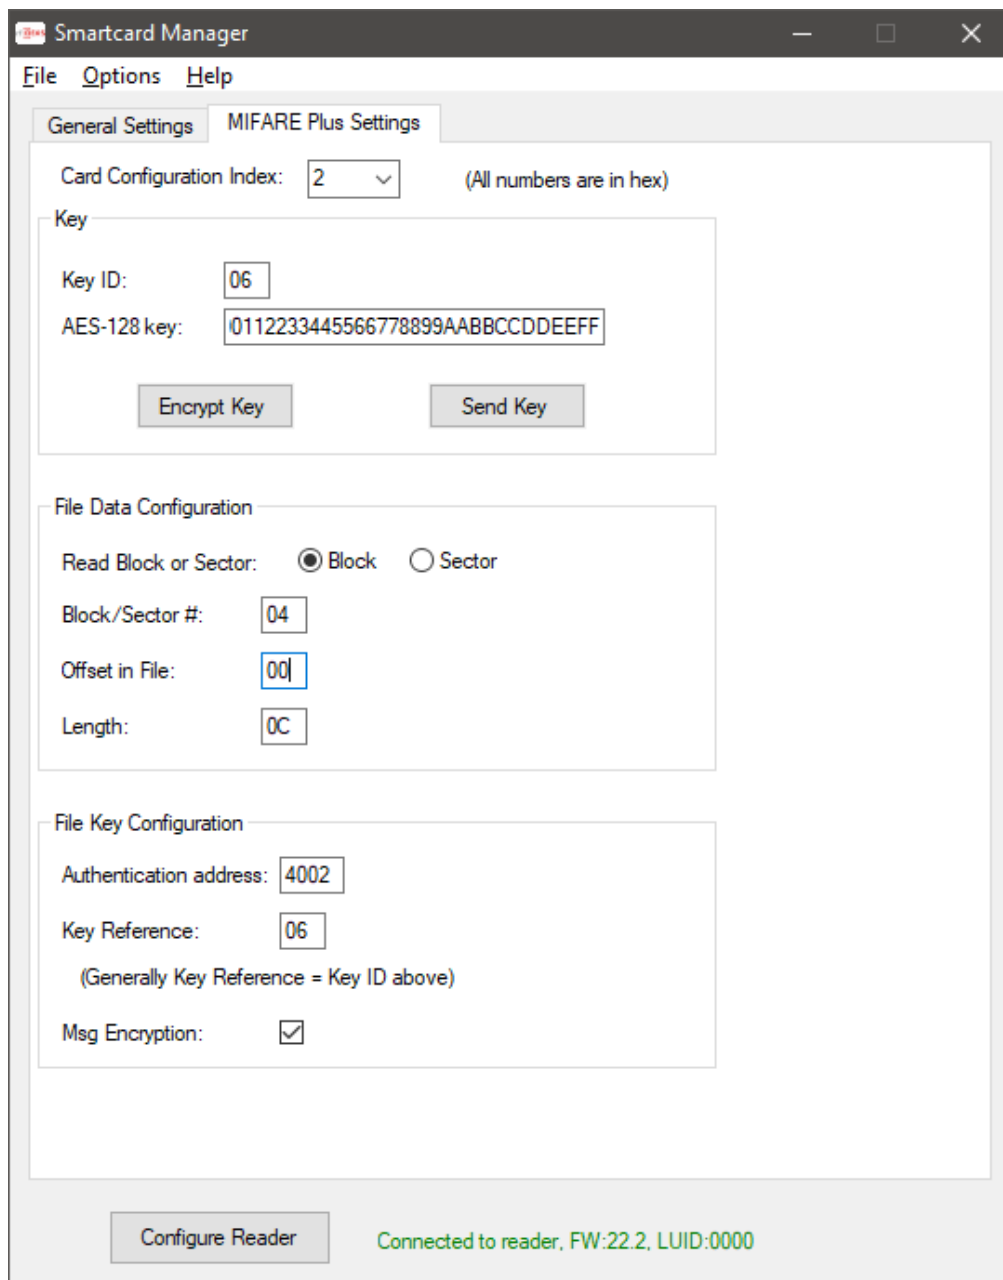 Smartcard Manager
File Options Help
General Settings MIFARE Plus Settings
Card Configuration Index: 2 (All numbers are in hex)
Key
Key ID: 06
AES-128 key: 0112233445566778899AABBCCDDEEFF
Encrypt Key Send Key
File Data Configuration
Read Block or Sector: Block Sector
Block/Sector #: 04
Offset in File: 00
Length: 0C
File Key Configuration
Authentication address: 4002
Key Reference: 06
(Generally Key Reference = Key ID above)
Msg Encryption:
Configure Reader Connected to reader, FW:22.2, LUID:0000